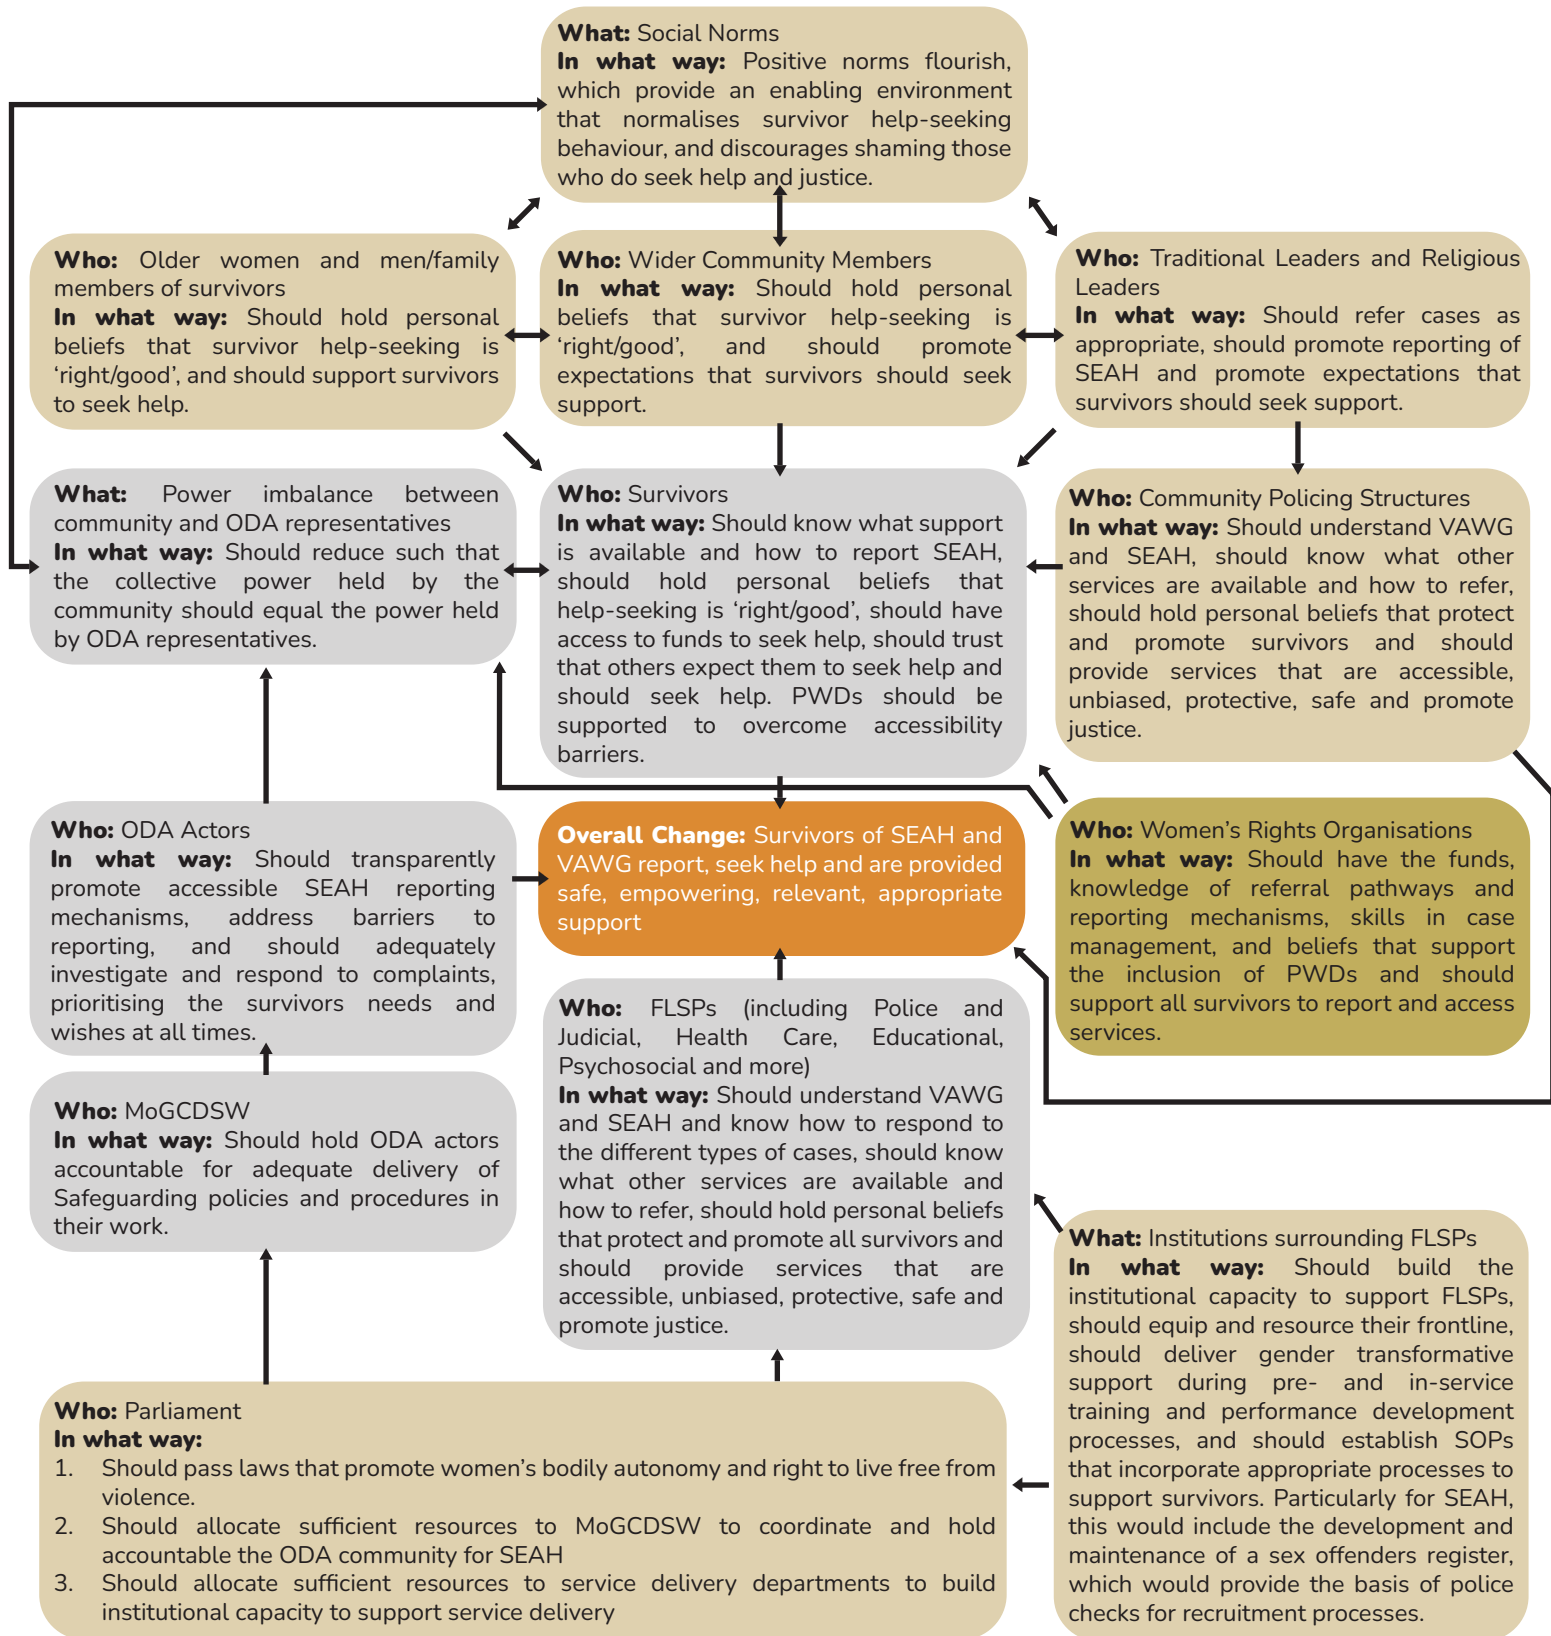 What: Social Norms
In what way: Positive norms flourish,
which provide an enabling environment
that normalises survivor help-seeking
behaviour, and discourages shaming those
who do seek help and justice.
Who: Older women and men/family
members of survivors
In what way: Should hold personal
beliefs that survivor help-seeking is
‘right/good’, and should support survivors
to seek help.
Who: Wider Community Members
In what way: Should hold personal
beliefs that survivor help-seeking is
‘right/good’, and should promote
expectations that survivors should seek
support.
Who: Traditional Leaders and Religious
Leaders
In what way: Should refer cases as
appropriate, should promote reporting of
SEAH and promote expectations that
survivors should seek support.
What: Power imbalance between
community and ODA representatives
In what way: Should reduce such that
the collective power held by the
community should equal the power held
by ODA representatives.
Who: Survivors
In what way: Should know what support
is available and how to report SEAH,
should hold personal beliefs that
help-seeking is ‘right/good’, should have
access to funds to seek help, should trust
that others expect them to seek help and
should seek help. PWDs should be
supported to overcome accessibility
barriers.
Who: Community Policing Structures
In what way: Should understand VAWG
and SEAH, should know what other
services are available and how to refer,
should hold personal beliefs that protect
and promote survivors and should
provide services that are accessible,
unbiased, protective, safe and promote
justice.
Who: ODA Actors
In what way: Should transparently
promote accessible SEAH reporting
mechanisms, address barriers to
reporting, and should adequately
investigate and respond to complaints,
prioritising the survivors needs and
wishes at all times.
Overall Change: Survivors of SEAH and
VAWG report, seek help and are provided
safe, empowering, relevant, appropriate
support
Who: Women’s Rights Organisations
In what way: Should have the funds,
knowledge of referral pathways and
reporting mechanisms, skills in case
management, and beliefs that support
the inclusion of PWDs and should
support all survivors to report and access
services.
Who: MoGCDSW
In what way: Should hold ODA actors
accountable for adequate delivery of
Safeguarding policies and procedures in
their work.
Who: FLSPs (including Police and
Judicial, Health Care, Educational,
Psychosocial and more)
In what way: Should understand VAWG
and SEAH and know how to respond to
the different types of cases, should know
what other services are available and
how to refer, should hold personal beliefs
that protect and promote all survivors and
should provide services that are
accessible, unbiased, protective, safe and
promote justice.
What: Institutions surrounding FLSPs
In what way: Should build the
institutional capacity to support FLSPs,
should equip and resource their frontline,
should deliver gender transformative
support during pre- and in-service
training and performance development
processes, and should establish SOPs
that incorporate appropriate processes to
support survivors. Particularly for SEAH,
this would include the development and
maintenance of a sex offenders register,
which would provide the basis of police
checks for recruitment processes.
Who: Parliament
In what way:
1. Should pass laws that promote women’s bodily autonomy and right to live free from
violence.
2. Should allocate sufficient resources to MoGCDSW to coordinate and hold
accountable the ODA community for SEAH
3. Should allocate sufficient resources to service delivery departments to build
institutional capacity to support service delivery